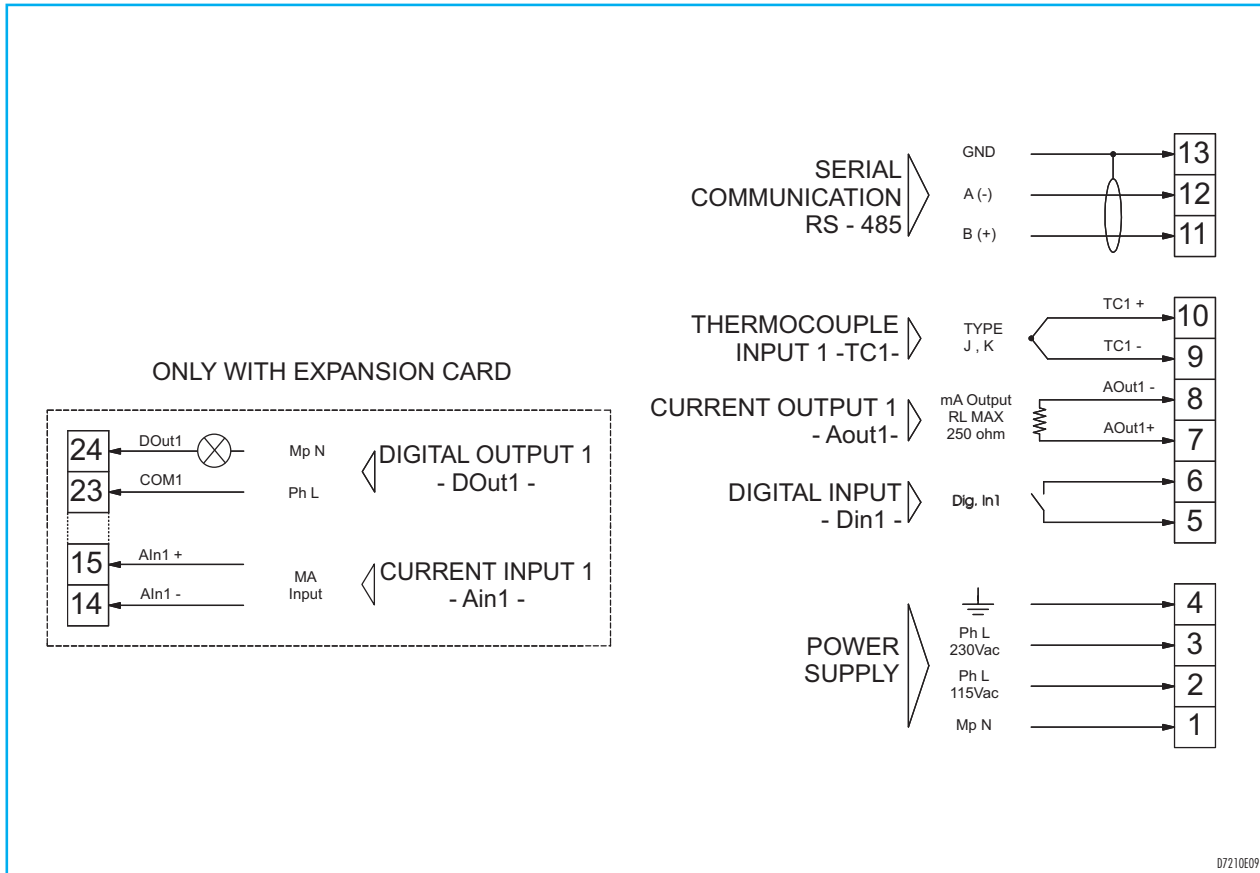 ONLY WITH EXPANSION CARD
24
DOut1
Mp N
23
COM1
Ph L
DIGITAL OUTPUT 1
- DOut1 -
15
AIn1 +
14
AIn1 -
MA
Input
CURRENT INPUT 1
- Ain1 -
SERIAL
COMMUNICATION
RS - 485
GND
A (-)
B (+)
13
12
11
THERMOCOUPLE
INPUT 1 -TC1-
TYPE
J , K
TC1 +
TC1 -
10
9
CURRENT OUTPUT 1
- Aout1-
mA Output
RL MAX
250 ohm
AOut1 -
AOut1+
8
7
DIGITAL INPUT
- Din1 -
Dig. In1
6
5
POWER
SUPPLY
Ph L
230Vac
Ph L
115Vac
Mp N
4
3
2
1
D7210E09